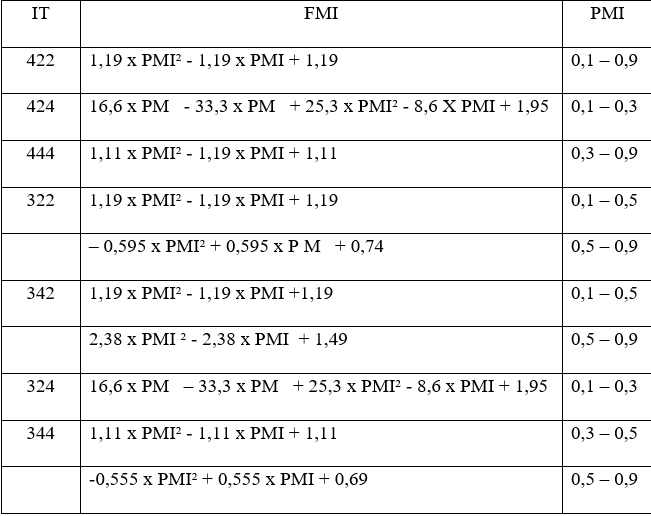 IT FMI PMI
422 1,19 x PMI² - 1,19 x PMI + 1,19 0,1 – 0,9
424 16,6 x PM - 33,3 x PM + 25,3 x PMI² - 8,6 X PMI + 1,95 0,1 – 0,3
444 1,11 x PMI² - 1,19 x PMI + 1,11 0,3 – 0,9
322 1,19 x PMI² - 1,19 x PMI + 1,19 0,1 – 0,5
– 0,595 x PMI² + 0,595 x P M + 0,74 0,5 – 0,9
342 1,19 x PMI² - 1,19 x PMI +1,19 0,1 – 0,5
2,38 x PMI ² - 2,38 x PMI + 1,49 0,5 – 0,9
324 16,6 x PM – 33,3 x PM + 25,3 x PMI² - 8,6 x PMI + 1,95 0,1 – 0,3
344 1,11 x PMI² - 1,11 x PMI + 1,11 0,3 – 0,5
-0,555 x PMI² + 0,555 x PMI + 0,69 0,5 – 0,9